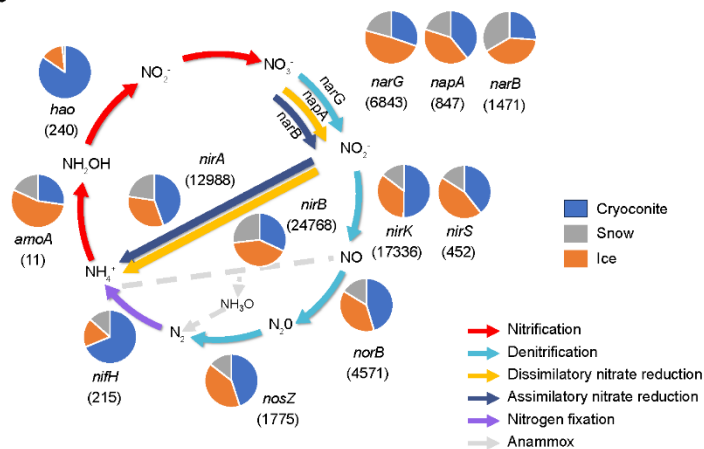 NO₂⁻
NO₃⁻
narG
napA
narB
narG
(6843)
napA
(847)
narB
(1471)
hao
(240)
NH₂OH
nirA
(12988)
NO₂⁻
amoA
(11)
nirB
(24768)
nirK
(17336)
nirS
(452)
Cryoconite
Snow
Ice
NH₄⁺
NO
NH₃O
N₂
N₂0
nifH
(215)
nosZ
(1775)
norB
(4571)
Nitrification
Denitrification
Dissimilatory nitrate reduction
Assimilatory nitrate reduction
Nitrogen fixation
Anammox